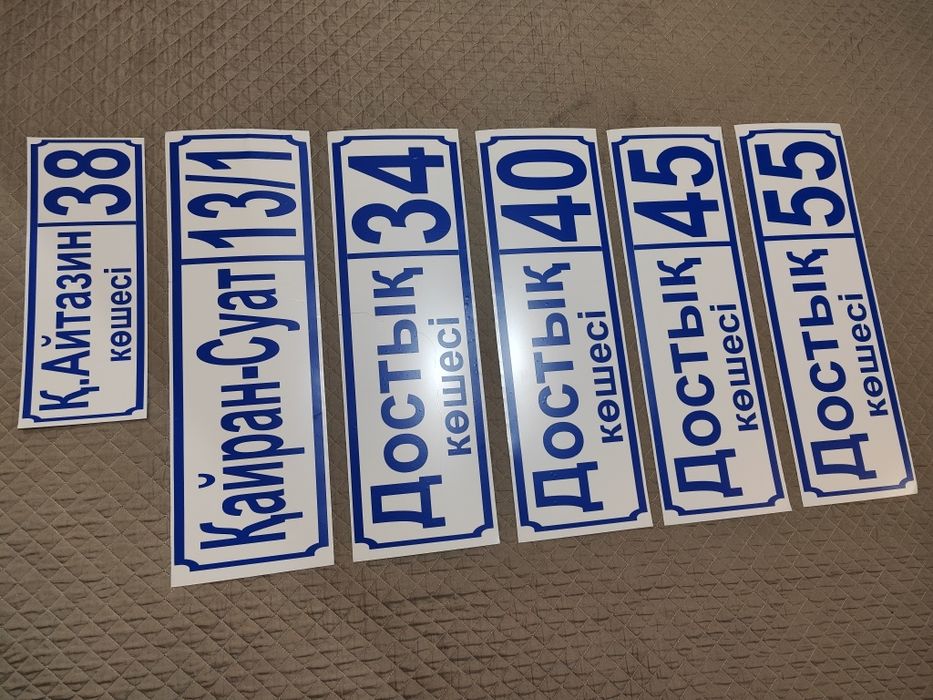 Қ.Айтазин
көшесі
38
Қайран-Суат
13/1
Достық
көшесі
34
Достық
көшесі
40
Достық
көшесі
45
Достық
көшесі
55